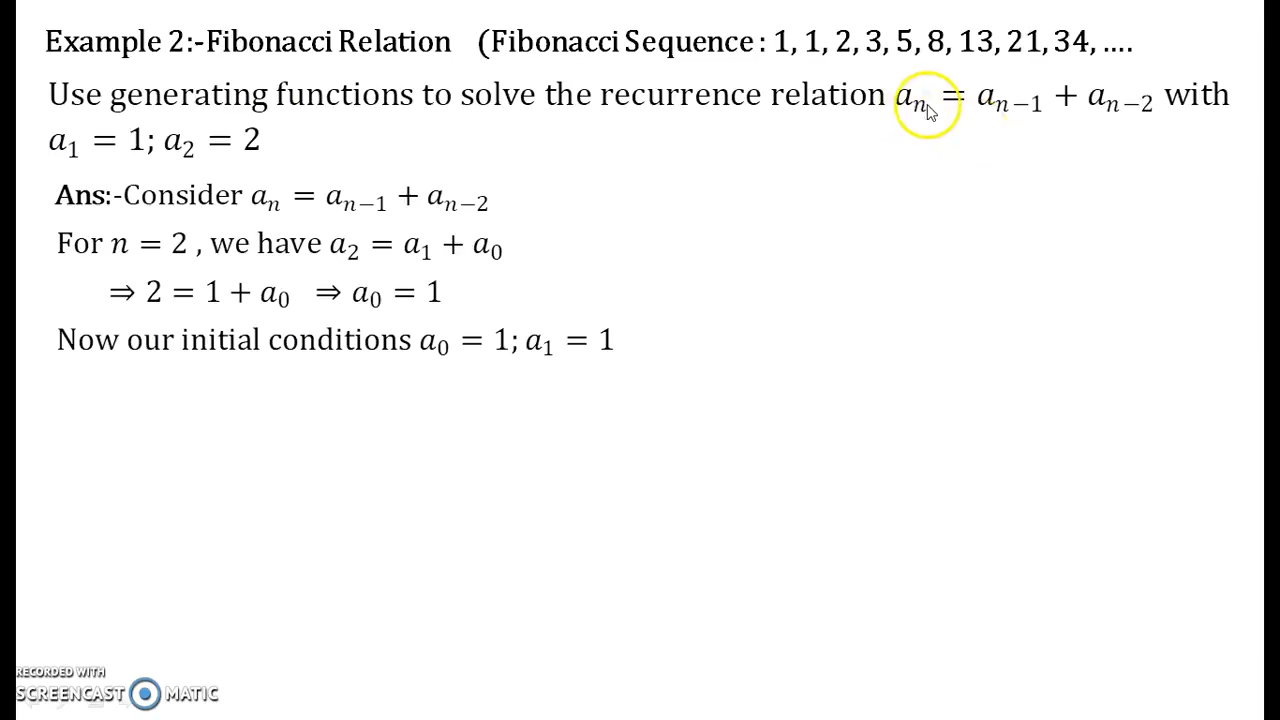 Example 2:-Fibonacci Relation (Fibonacci Sequence : 1, 1, 2, 3, 5, 8, 13, 21, 34, ....
Use generating functions to solve the recurrence relation aₙ = aₙ₋₁ + aₙ₋₂ with
a₁ = 1; a₂ = 2
Ans:-Consider aₙ = aₙ₋₁ + aₙ₋₂
For n = 2 , we have a₂ = a₁ + a₀
⇒ 2 = 1 + a₀ ⇒ a₀ = 1
Now our initial conditions a₀ = 1; a₁ = 1
RECORDED WITH
SCREENCAST MATIC